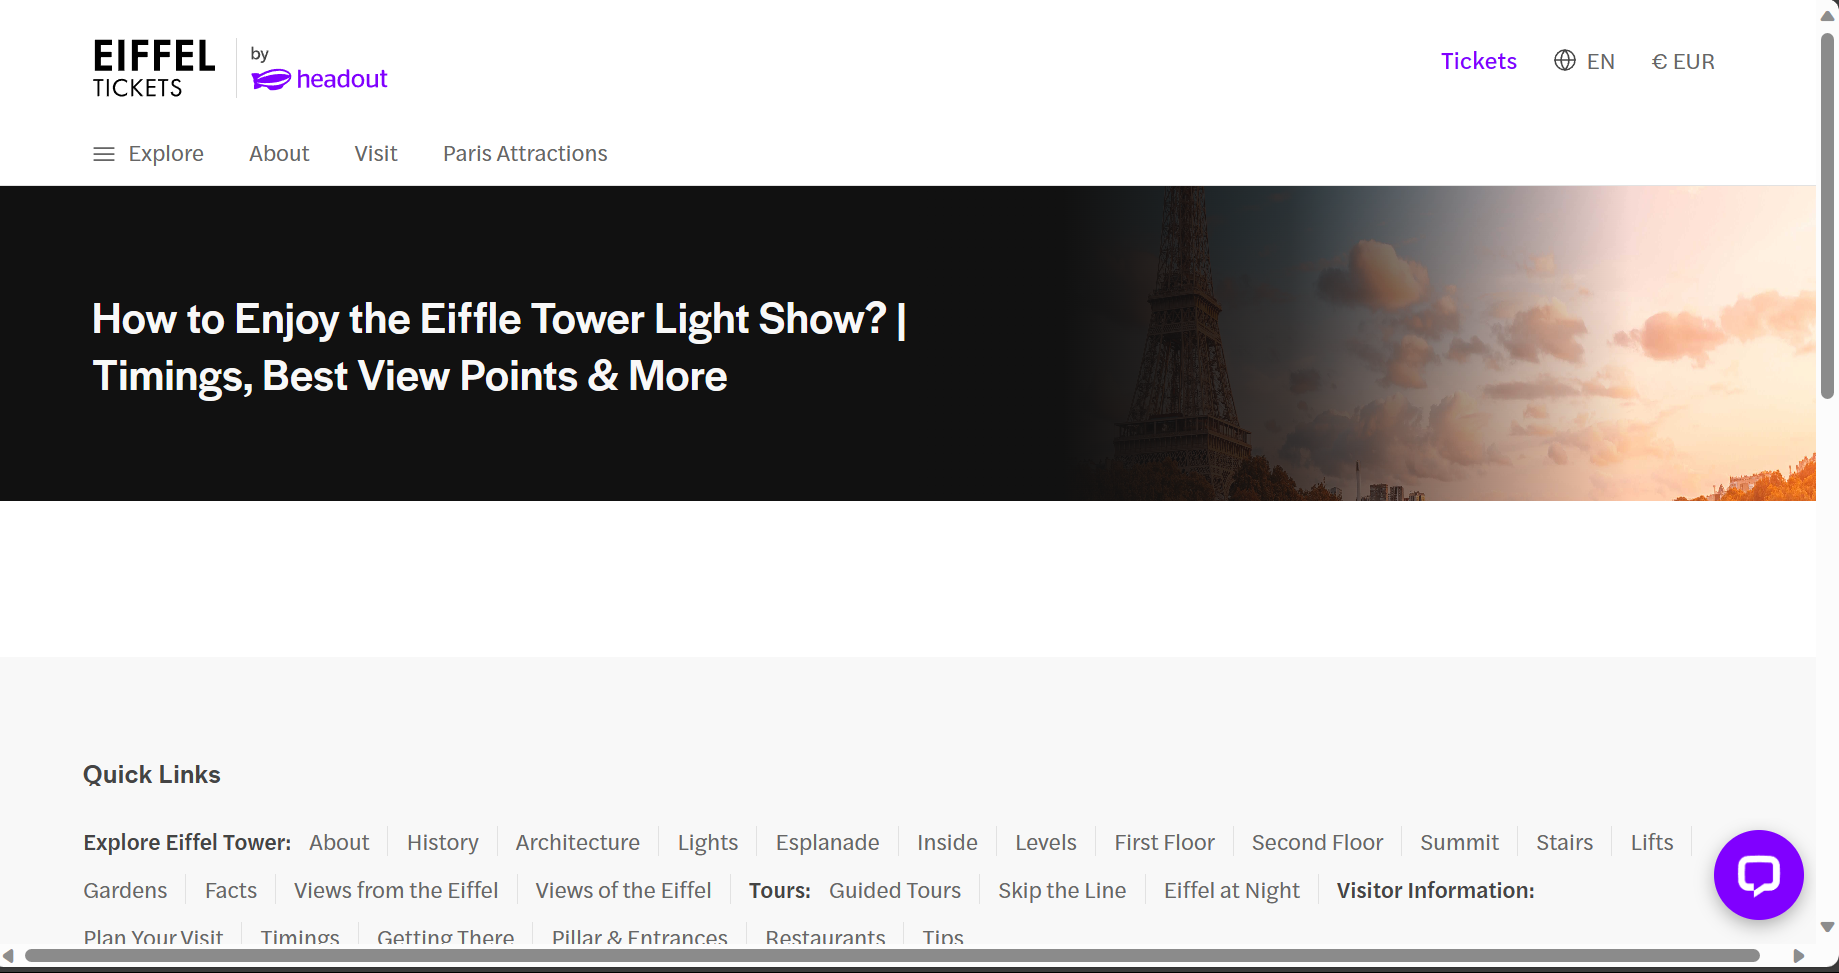 EIFFEL
TICKETS
by
headout
Tickets
EN
€ EUR
Explore
About
Visit
Paris Attractions
How to Enjoy the Eiffle Tower Light Show? |
Timings, Best View Points & More
Quick Links
Explore Eiffel Tower: About History Architecture Lights Esplanade Inside Levels First Floor Second Floor Summit Stairs Lifts
Gardens Facts Views from the Eiffel Views of the Eiffel Tours: Guided Tours Skip the Line Eiffel at Night Visitor Information:
Plan Your Visit Timings Getting There Pillar & Entrances Restaurants Tips